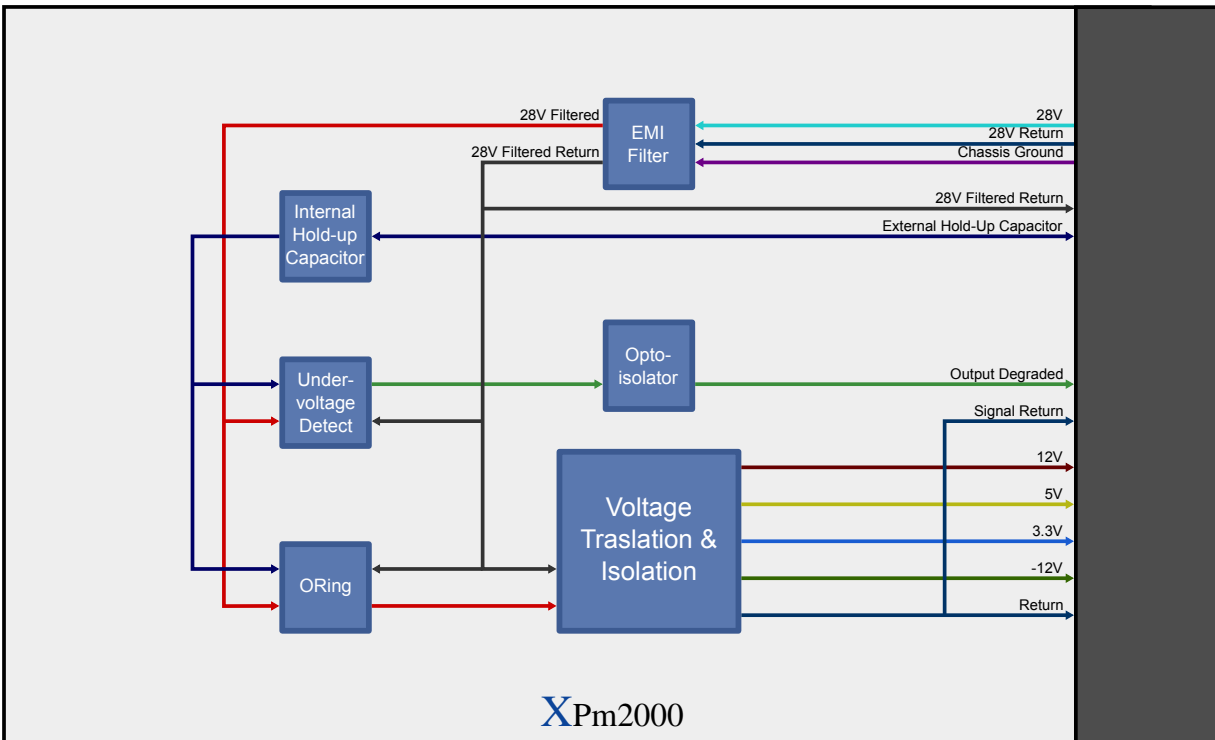 28V Filtered
EMI
Filter
28V
28V Return
28V Filtered Return
Chassis Ground
Internal
Hold-up
Capacitor
28V Filtered Return
External Hold-Up Capacitor
Under-
voltage
Detect
Opto-
isolator
Output Degraded
Signal Return
Voltage
Traslation &
Isolation
12V
5V
3.3V
-12V
Return
ORing
XPm2000